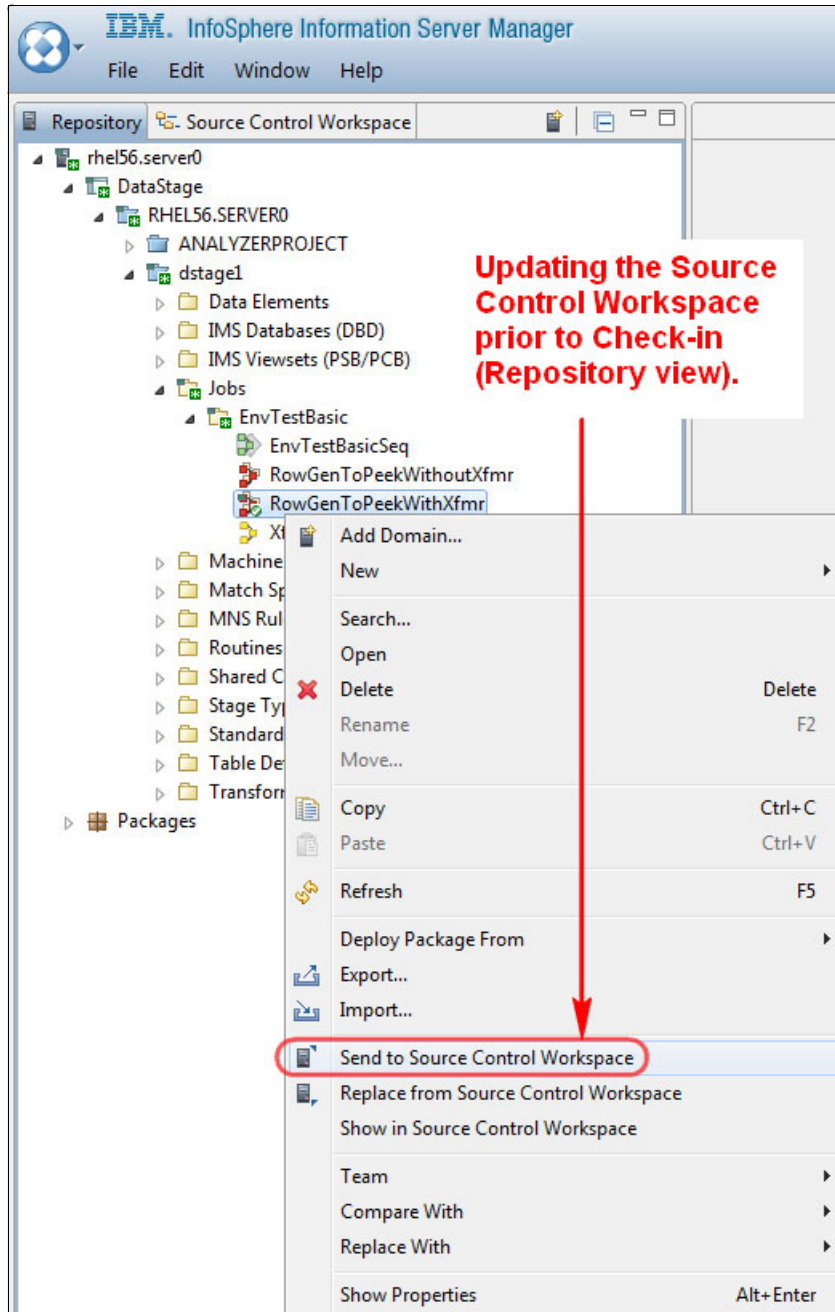 IBM. InfoSphere Information Server Manager
File Edit Window Help
Repository Source Control Workspace
rhel56.server0
DataStage
RHEL56.SERVER0
ANALYZERPROJECT
dstage1
Data Elements
IMS Databases (DBD)
IMS Viewsets (PSB/PCB)
Jobs
EnvTestBasic
EnvTestBasicSeq
RowGenToPeekWithoutXfmr
RowGenToPeekWithXfmr
Xf
Machine
Match Sp
MNS Rul
Routines
Shared C
Stage Typ
Standard
Table De
Transforr
Packages
Updating the Source
Control Workspace
prior to Check-in
(Repository view).
Add Domain...
New
Search...
Open
Delete Delete
Rename F2
Move...
Copy Ctrl+C
Paste Ctrl+V
Refresh F5
Deploy Package From
Export...
Import...
Send to Source Control Workspace
Replace from Source Control Workspace
Show in Source Control Workspace
Team
Compare With
Replace With
Show Properties Alt+Enter